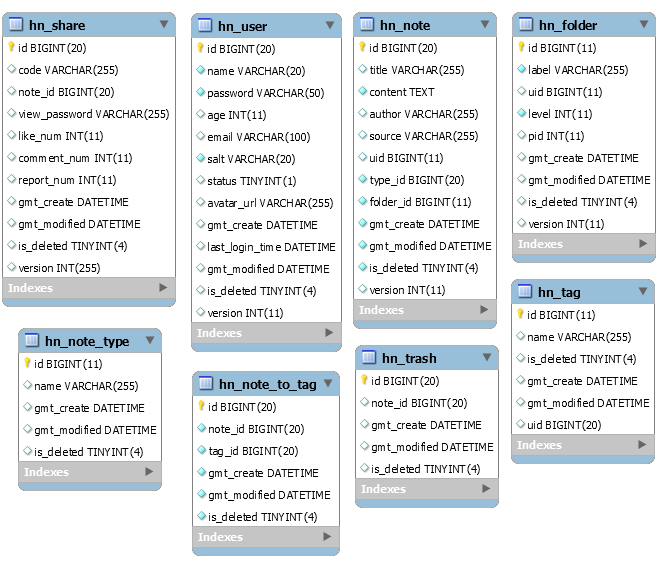 hn_share
id BIGINT(20)
code VARCHAR(255)
note_id BIGINT(20)
view_password VARCHAR(255)
like_num INT(11)
comment_num INT(11)
report_num INT(11)
gmt_create DATETIME
gmt_modified DATETIME
is_deleted TINYINT(4)
version INT(255)
Indexes
hn_user
id BIGINT(20)
name VARCHAR(20)
password VARCHAR(50)
age INT(11)
email VARCHAR(100)
salt VARCHAR(20)
status TINYINT(1)
avatar_url VARCHAR(255)
gmt_create DATETIME
last_login_time DATETIME
gmt_modified DATETIME
is_deleted TINYINT(4)
version INT(11)
Indexes
hn_note
id BIGINT(20)
title VARCHAR(255)
content TEXT
author VARCHAR(255)
source VARCHAR(255)
uid BIGINT(11)
type_id BIGINT(20)
folder_id BIGINT(11)
gmt_create DATETIME
gmt_modified DATETIME
is_deleted TINYINT(4)
version INT(11)
Indexes
hn_folder
id BIGINT(11)
label VARCHAR(255)
uid BIGINT(11)
level INT(11)
pid INT(11)
gmt_create DATETIME
gmt_modified DATETIME
is_deleted TINYINT(4)
version INT(11)
Indexes
hn_note_type
id BIGINT(11)
name VARCHAR(255)
gmt_create DATETIME
gmt_modified DATETIME
is_deleted TINYINT(4)
Indexes
hn_note_to_tag
id BIGINT(20)
note_id BIGINT(20)
tag_id BIGINT(20)
gmt_create DATETIME
gmt_modified DATETIME
is_deleted TINYINT(4)
Indexes
hn_trash
id BIGINT(20)
note_id BIGINT(20)
gmt_create DATETIME
gmt_modified DATETIME
is_deleted TINYINT(4)
Indexes
hn_tag
id BIGINT(11)
name VARCHAR(255)
is_deleted TINYINT(4)
gmt_create DATETIME
gmt_modified DATETIME
uid BIGINT(20)
Indexes